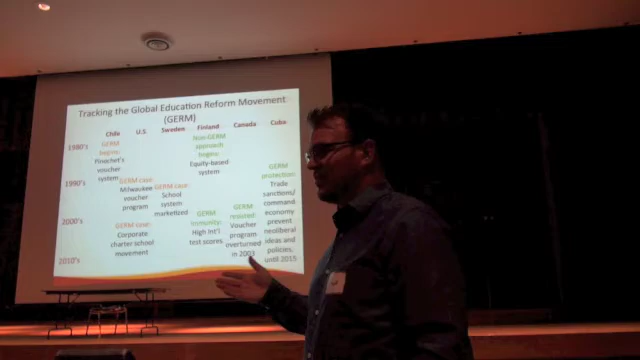 Tracking the Global Education Reform Movement
(GERM)
Chile
U.S.
Sweden
Finland
Canada
Cuba
1980's
1990's
2000's
2010's
GERM
begins:
Pinochet's
voucher
system
GERM case:
Milwaukee
voucher
program
GERM case:
Corporate
charter school
movement
GERM case:
School
system
marketized
Non-GERM
approach
begins:
Equity-based
system
GERM
immunity:
High Int'l
test scores
GERM
resisted:
Voucher
program
overturned
in 2003
GERM
protection:
Trade
sanctions/
command
economy
prevent
neoliberal
ideas and
policies,
until 2015